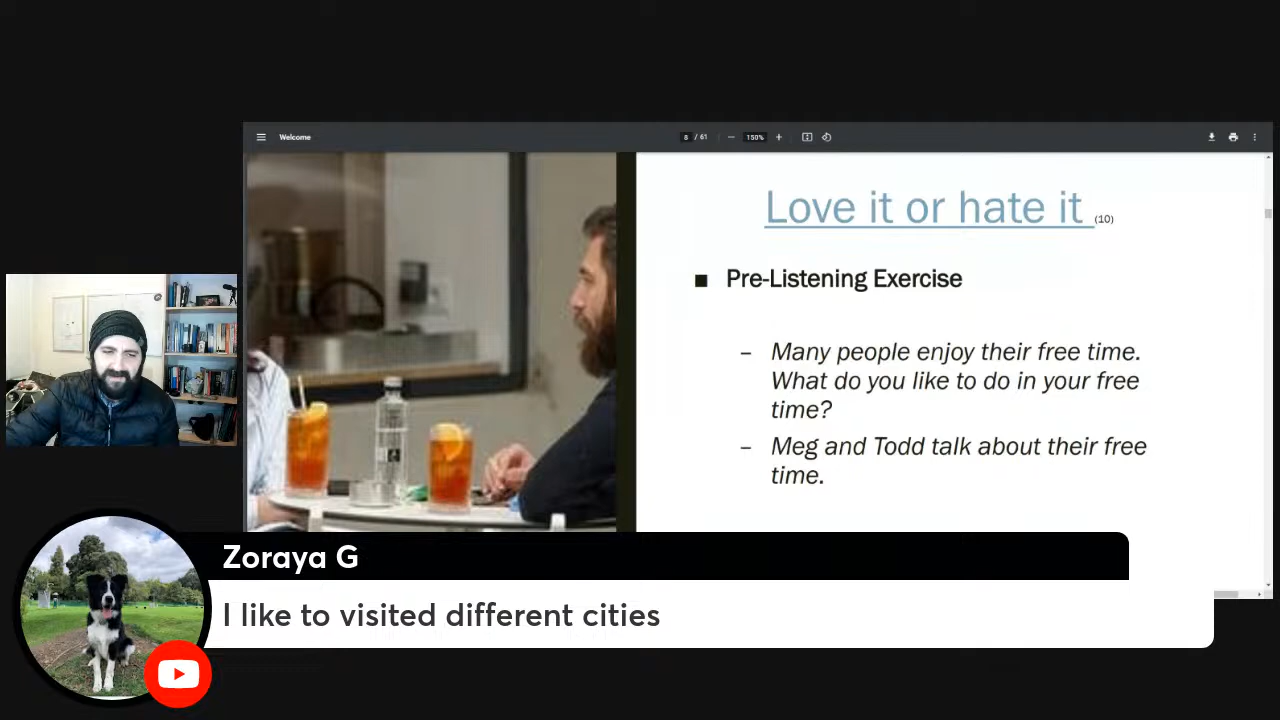 Welcome
8 / 61
150%
Love it or hate it (10)
Pre-Listening Exercise
– Many people enjoy their free time.
What do you like to do in your free
time?
– Meg and Todd talk about their free
time.
Zoraya G
I like to visited different cities